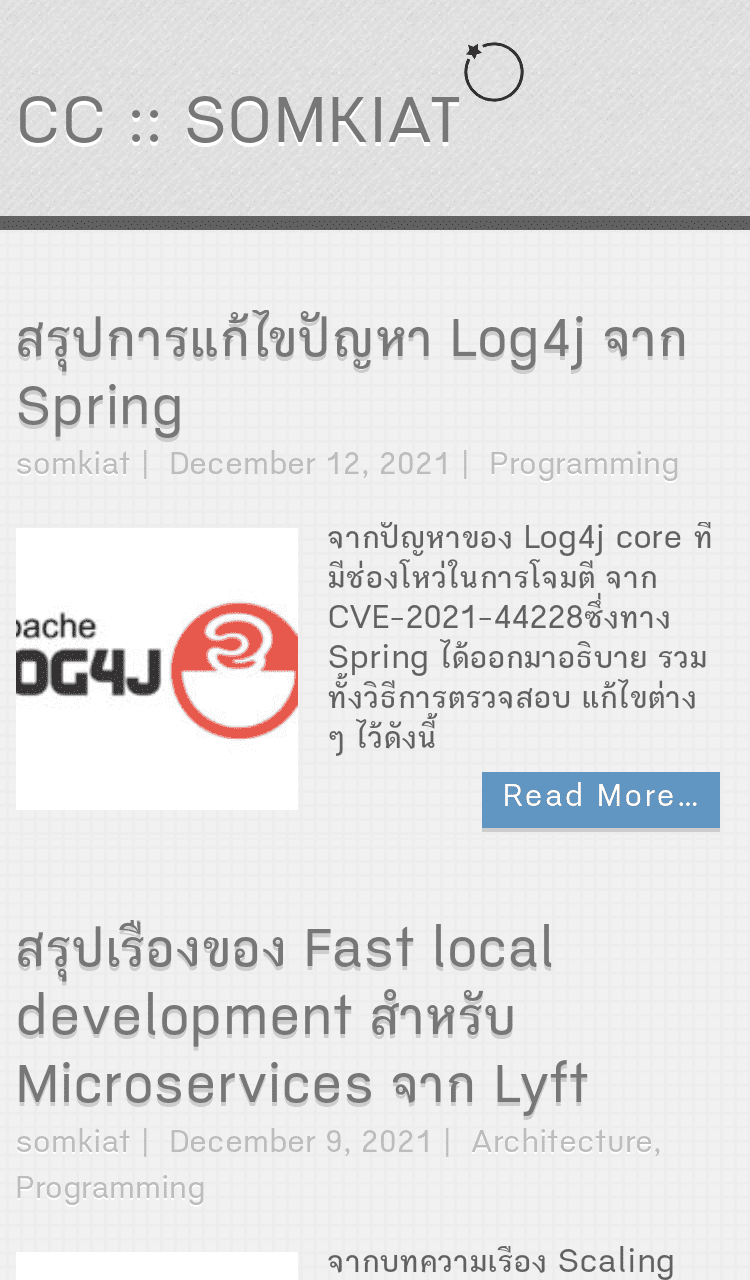 CC :: SOMKIAT
สรุปการแก้ไขปัญหา Log4j จาก
Spring
somkiat | December 12, 2021 | Programming
จากปัญหาของ Log4j core ที่
มีช่องโหว่ในการโจมตี จาก
CVE-2021-44228ซึ่งทาง
Spring ได้ออกมาอธิบาย รวม
ทั้งวิธีการตรวจสอบ แก้ไขต่าง
ๆ ไว้ดังนี้
pache
OG4J
Read More...
สรุปเรื่องของ Fast local
development สำหรับ
Microservices จาก Lyft
somkiat | December 9, 2021 | Architecture,
Programming
จากบทความเรื่อง Scaling